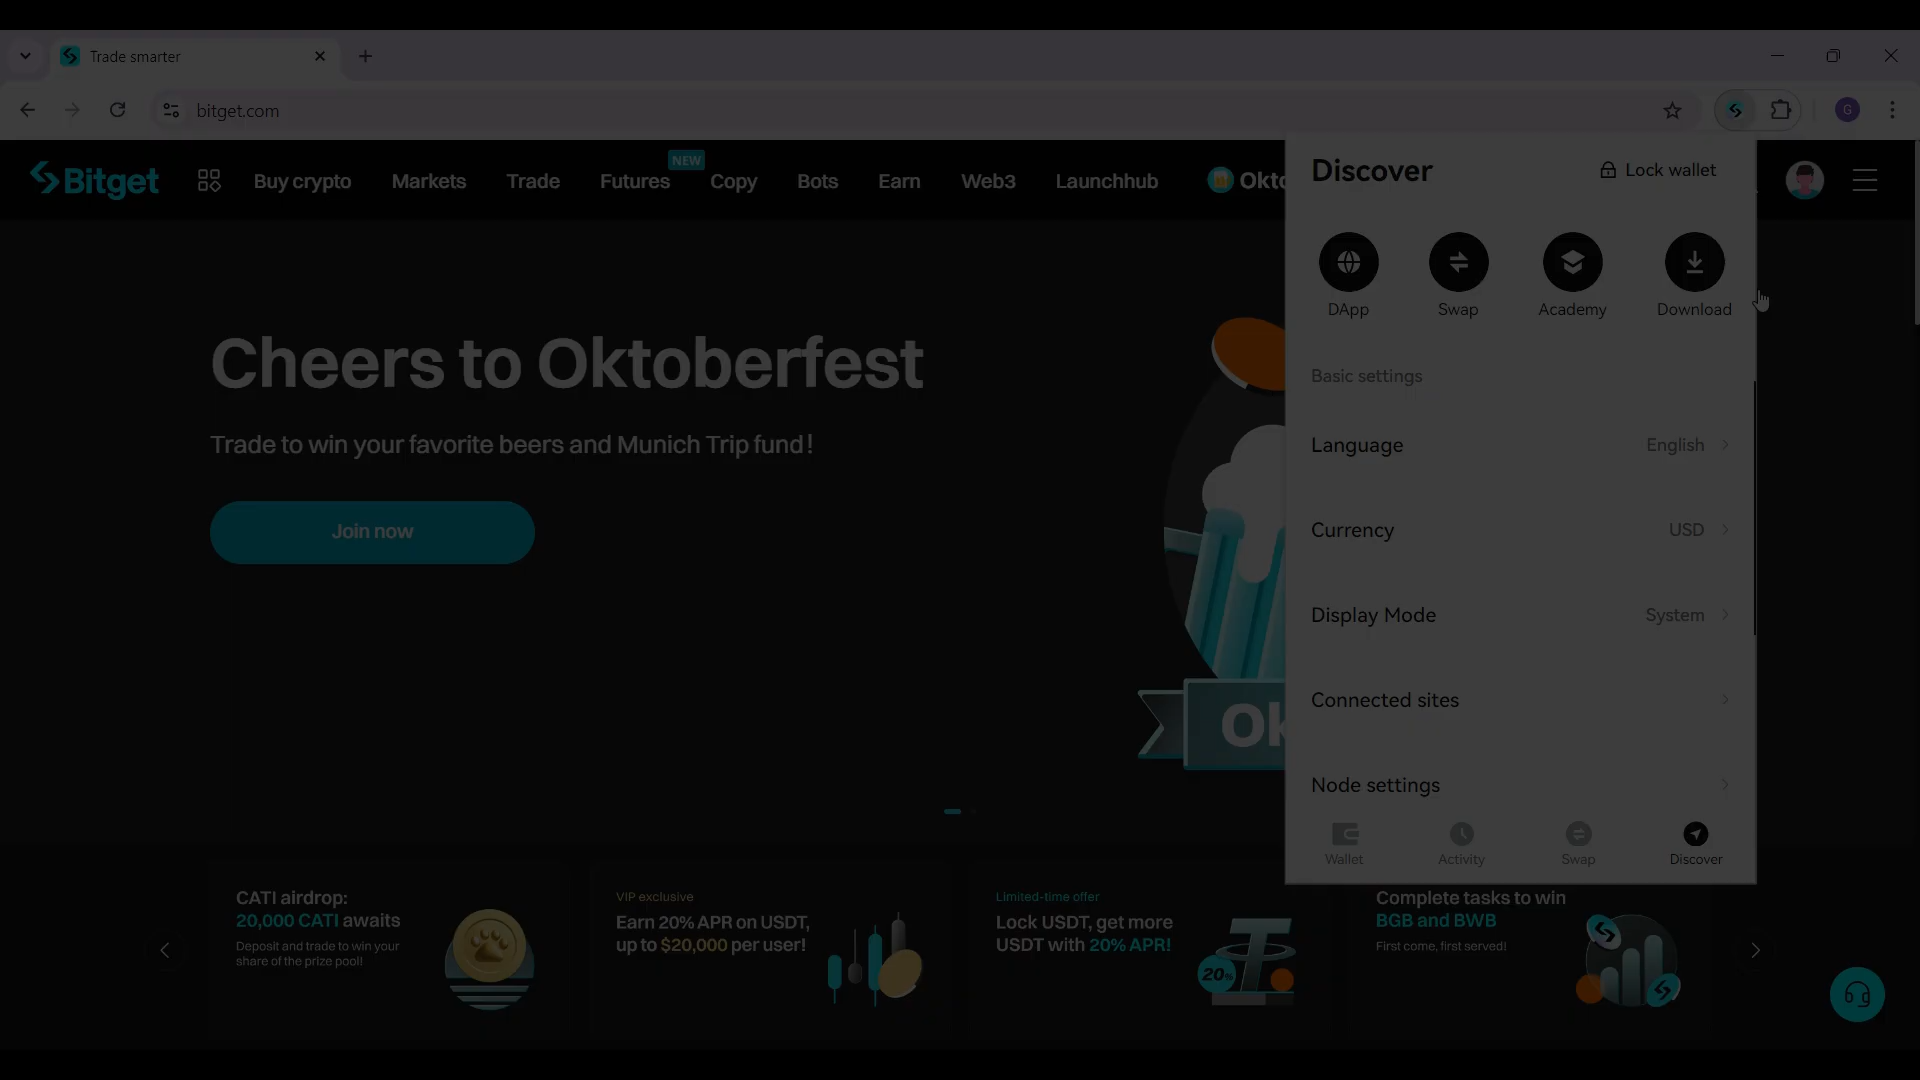 Trade smarter
bitget.com
G
Bitget
Buy crypto
Markets
Trade
Futures
NEW
Copy
Bots
Earn
Web3
Launchhub
Okto
Cheers to Oktoberfest
Trade to win your favorite beers and Munich Trip fund!
Join now
Ok
Discover
Lock wallet
DApp
Swap
Academy
Download
Basic settings
Language
English
Currency
USD
Display Mode
System
Connected sites
Node settings
Wallet
Activity
Swap
Discover
CATI airdrop:
20,000 CATI awaits
Deposit and trade to win your
share of the prize pool!
VIP exclusive
Earn 20% APR on USDT,
up to $20,000 per user!
Limited-time offer
Lock USDT, get more
USDT with 20% APR!
20%
Complete tasks to win
BGB and BWB
First come, first served!